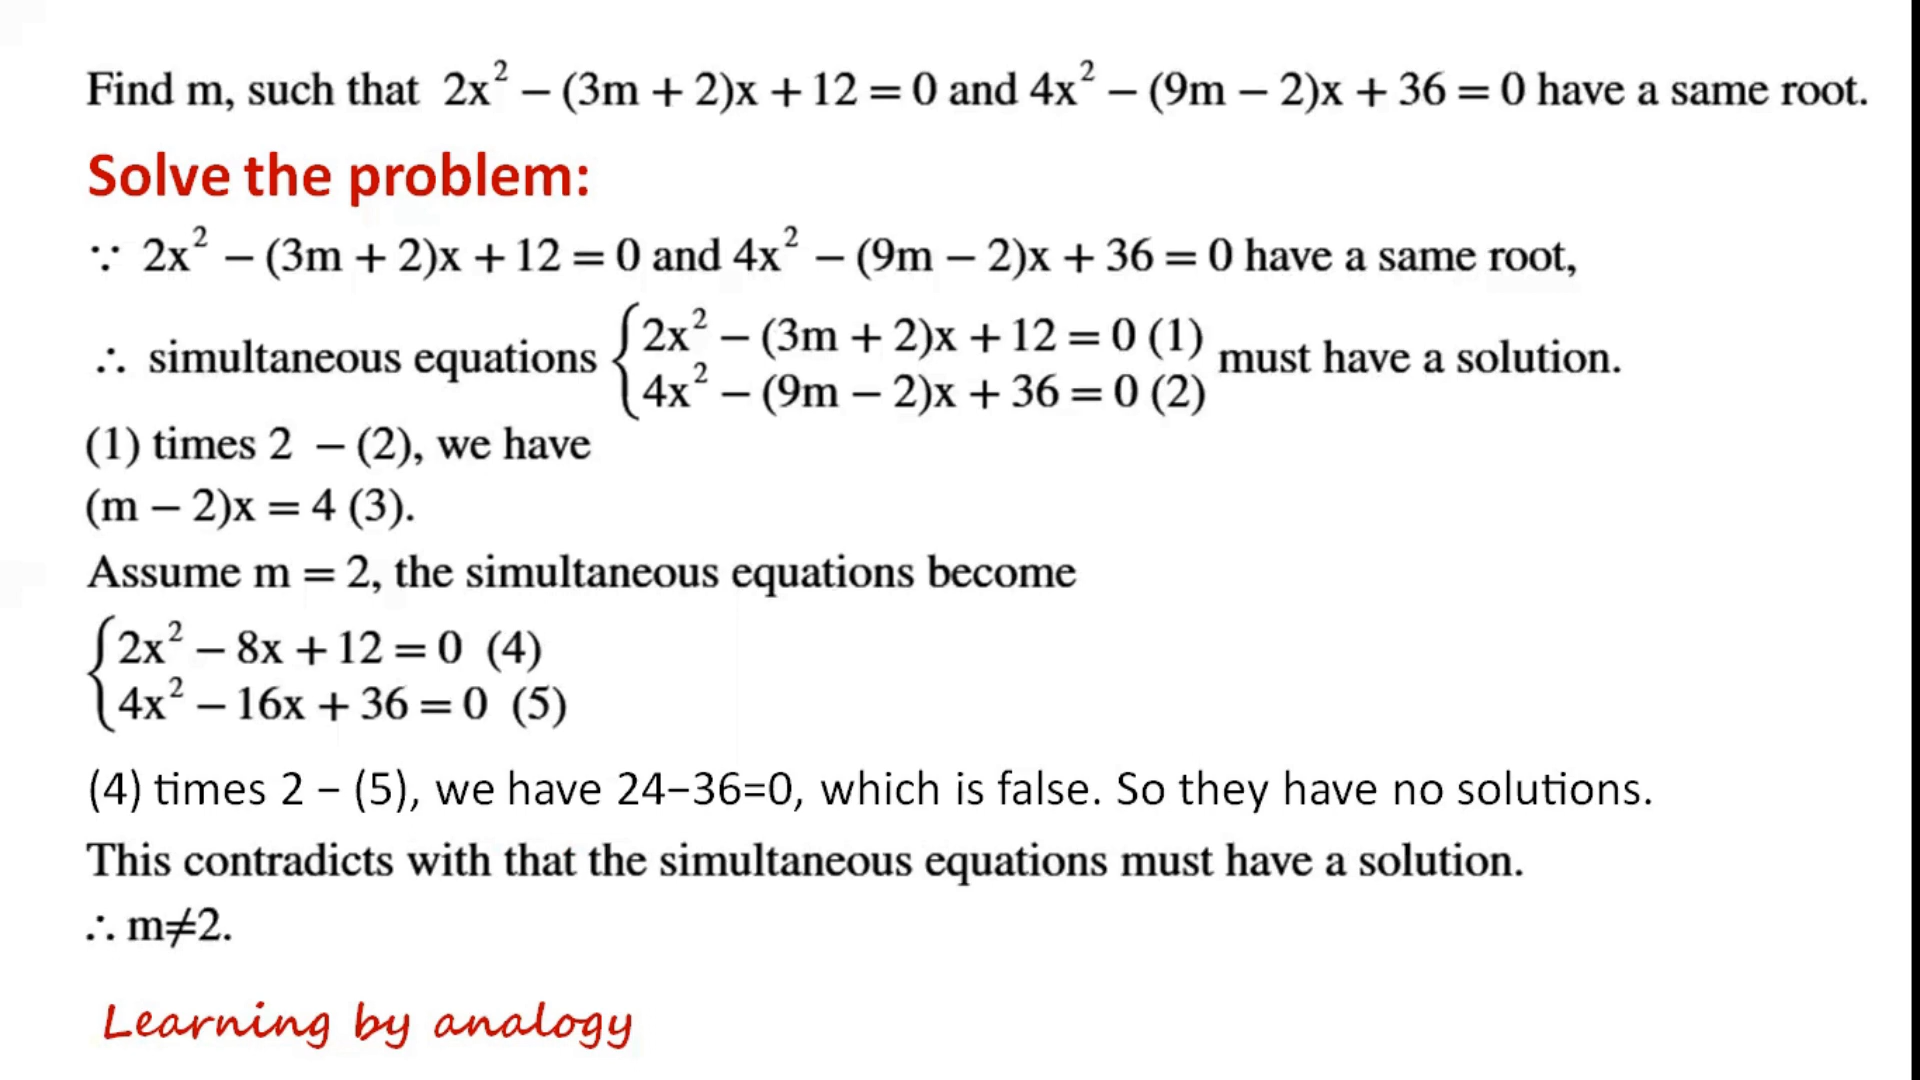 Find m, such that 2x² − (3m + 2)x + 12 = 0 and 4x² − (9m − 2)x + 36 = 0 have a same root.
Solve the problem:
∵ 2x² − (3m + 2)x + 12 = 0 and 4x² − (9m − 2)x + 36 = 0 have a same root,
∴ simultaneous equations { 2x² − (3m + 2)x + 12 = 0 (1)
4x² − (9m − 2)x + 36 = 0 (2) must have a solution.
(1) times 2 − (2), we have
(m − 2)x = 4 (3).
Assume m = 2, the simultaneous equations become
{ 2x² − 8x + 12 = 0 (4)
4x² − 16x + 36 = 0 (5)
(4) times 2 − (5), we have 24−36=0, which is false. So they have no solutions.
This contradicts with that the simultaneous equations must have a solution.
∴ m≠2.
Learning by analogy